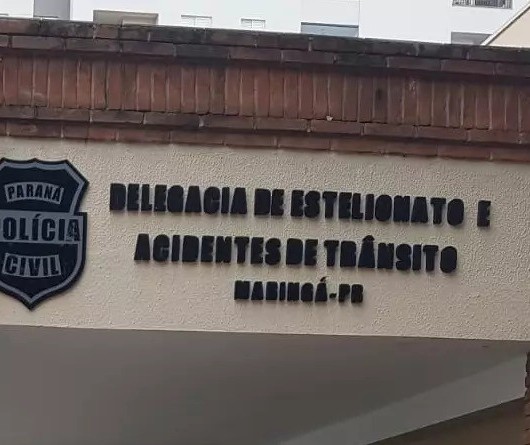 PARANÁ
POLÍCIA
CIVIL
DELEGACIA DE ESTELIONATO E
ACIDENTES DE TRÂNSITO
MARINGÁ-PR